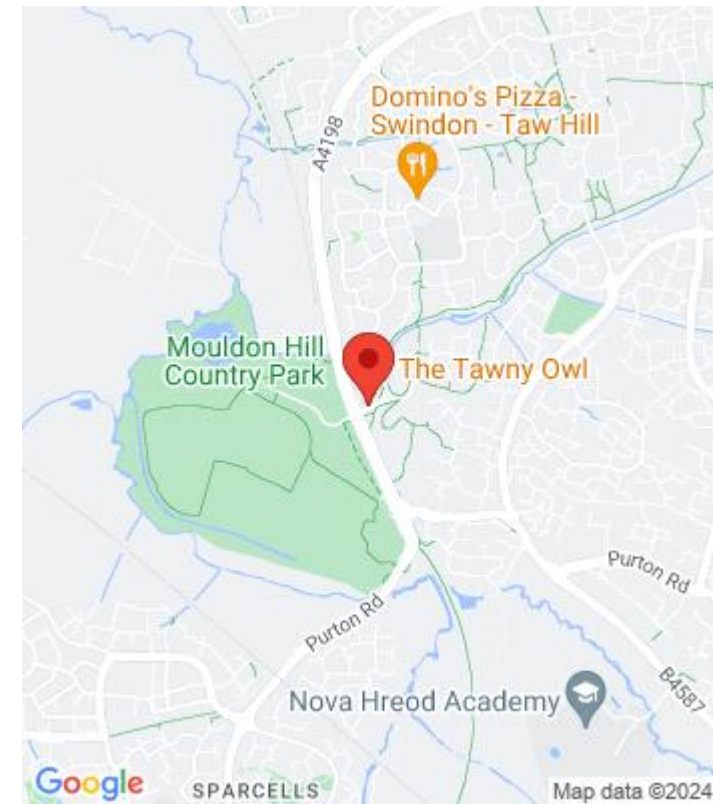 Domino's Pizza -
Swindon - Taw Hill
A4198
Mouldon Hill
Country Park
The Tawny Owl
Purton Rd
Purton Rd
B4587
Nova Hreod Academy
Google
SPARCELLS
Map data ©2024